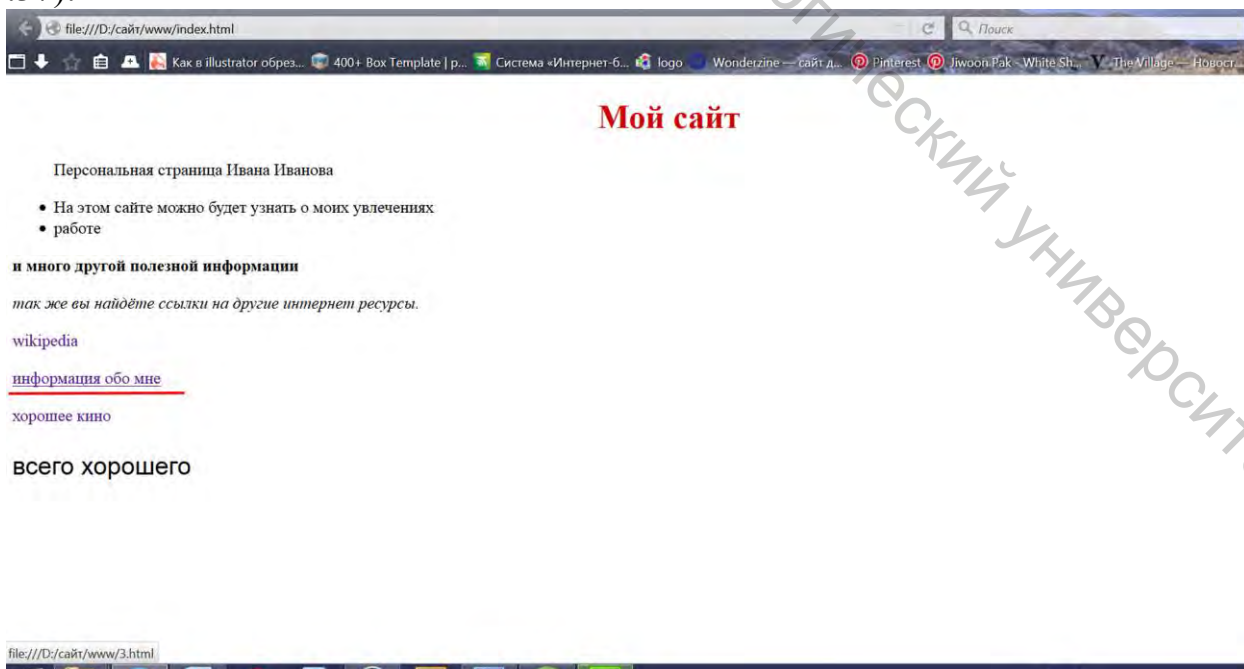 file:///D:/сайт/www/index.html
Поиск
Как в illustrator обрез... 400+ Box Template | p... Система «Интернет-б... logo Wonderzine — сайт д... Pinterest Jiwoon Pak - White Sh... The Village — Новост...
Мой сайт
Персональная страница Ивана Иванова
На этом сайте можно будет узнать о моих увлечениях
работе
и много другой полезной информации
так же вы найдёте ссылки на другие интернет ресурсы.
wikipedia
информация обо мне
хорошее кино
всего хорошего
file:///D:/сайт/www/3.html